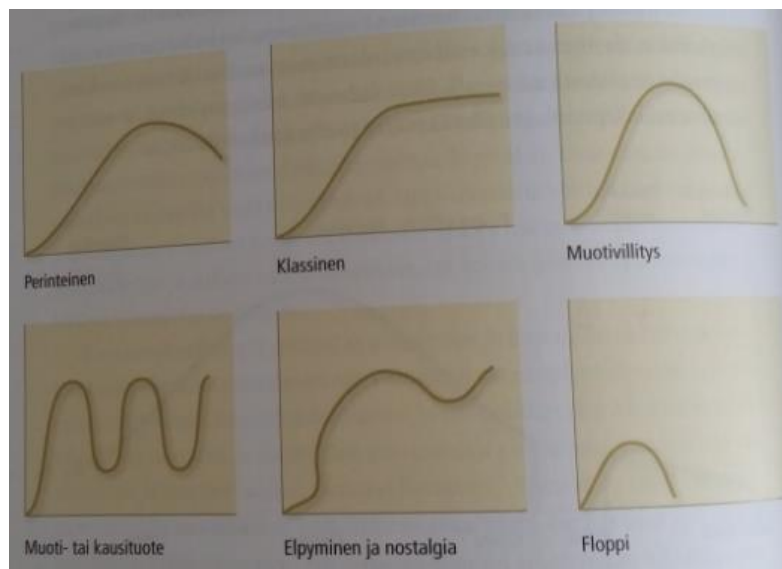 Perinteinen
Klassinen
Muotivillitys
Muoti- tai kausituote
Elpyminen ja nostalgia
Floppi